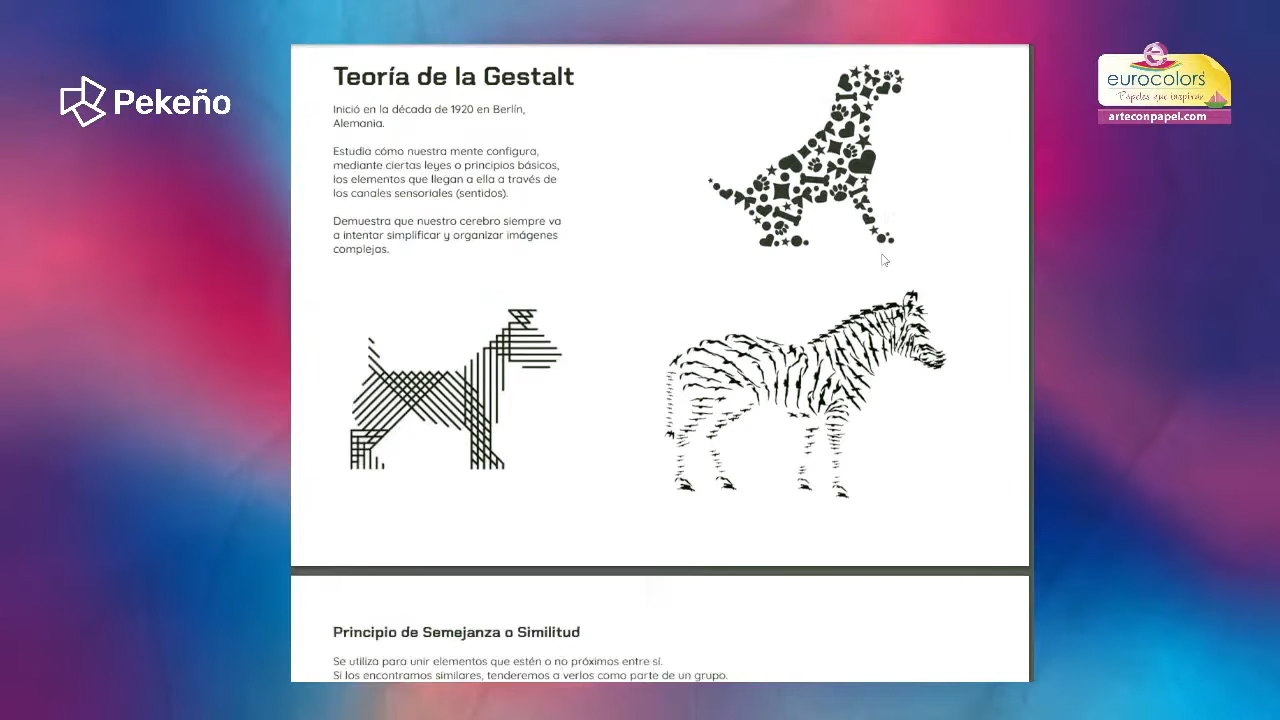 Pekeño
eurocolors
Papeles que inspiran
arteconpapel.com
Teoría de la Gestalt
Inició en la década de 1920 en Berlín,
Alemania.
Estudia cómo nuestra mente configura,
mediante ciertas leyes o principios básicos,
los elementos que llegan a ella a través de
los canales sensoriales (sentidos).
Demuestra que nuestro cerebro siempre va
a intentar simplificar y organizar imágenes
complejas.
Principio de Semejanza o Similitud
Se utiliza para unir elementos que estén o no próximos entre sí.
Si los encontramos similares, tenderemos a verlos como parte de un grupo.